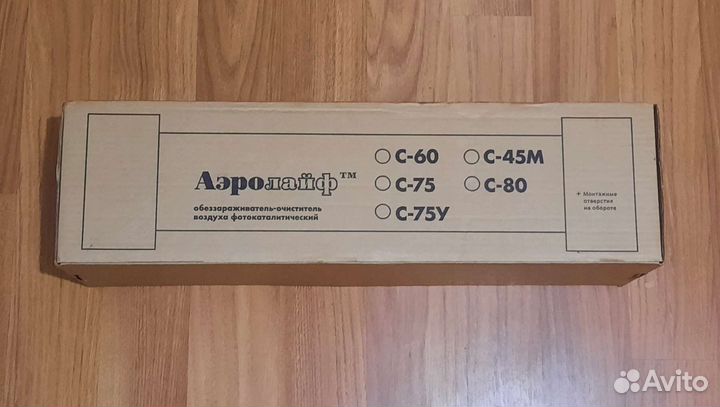 Аэролайф™
обеззараживатель-очиститель
воздуха фотокаталитический
С-60
С-75
С-75У
С-45М
С-80
+ Монтажные
отверстия
на обороте
Avito